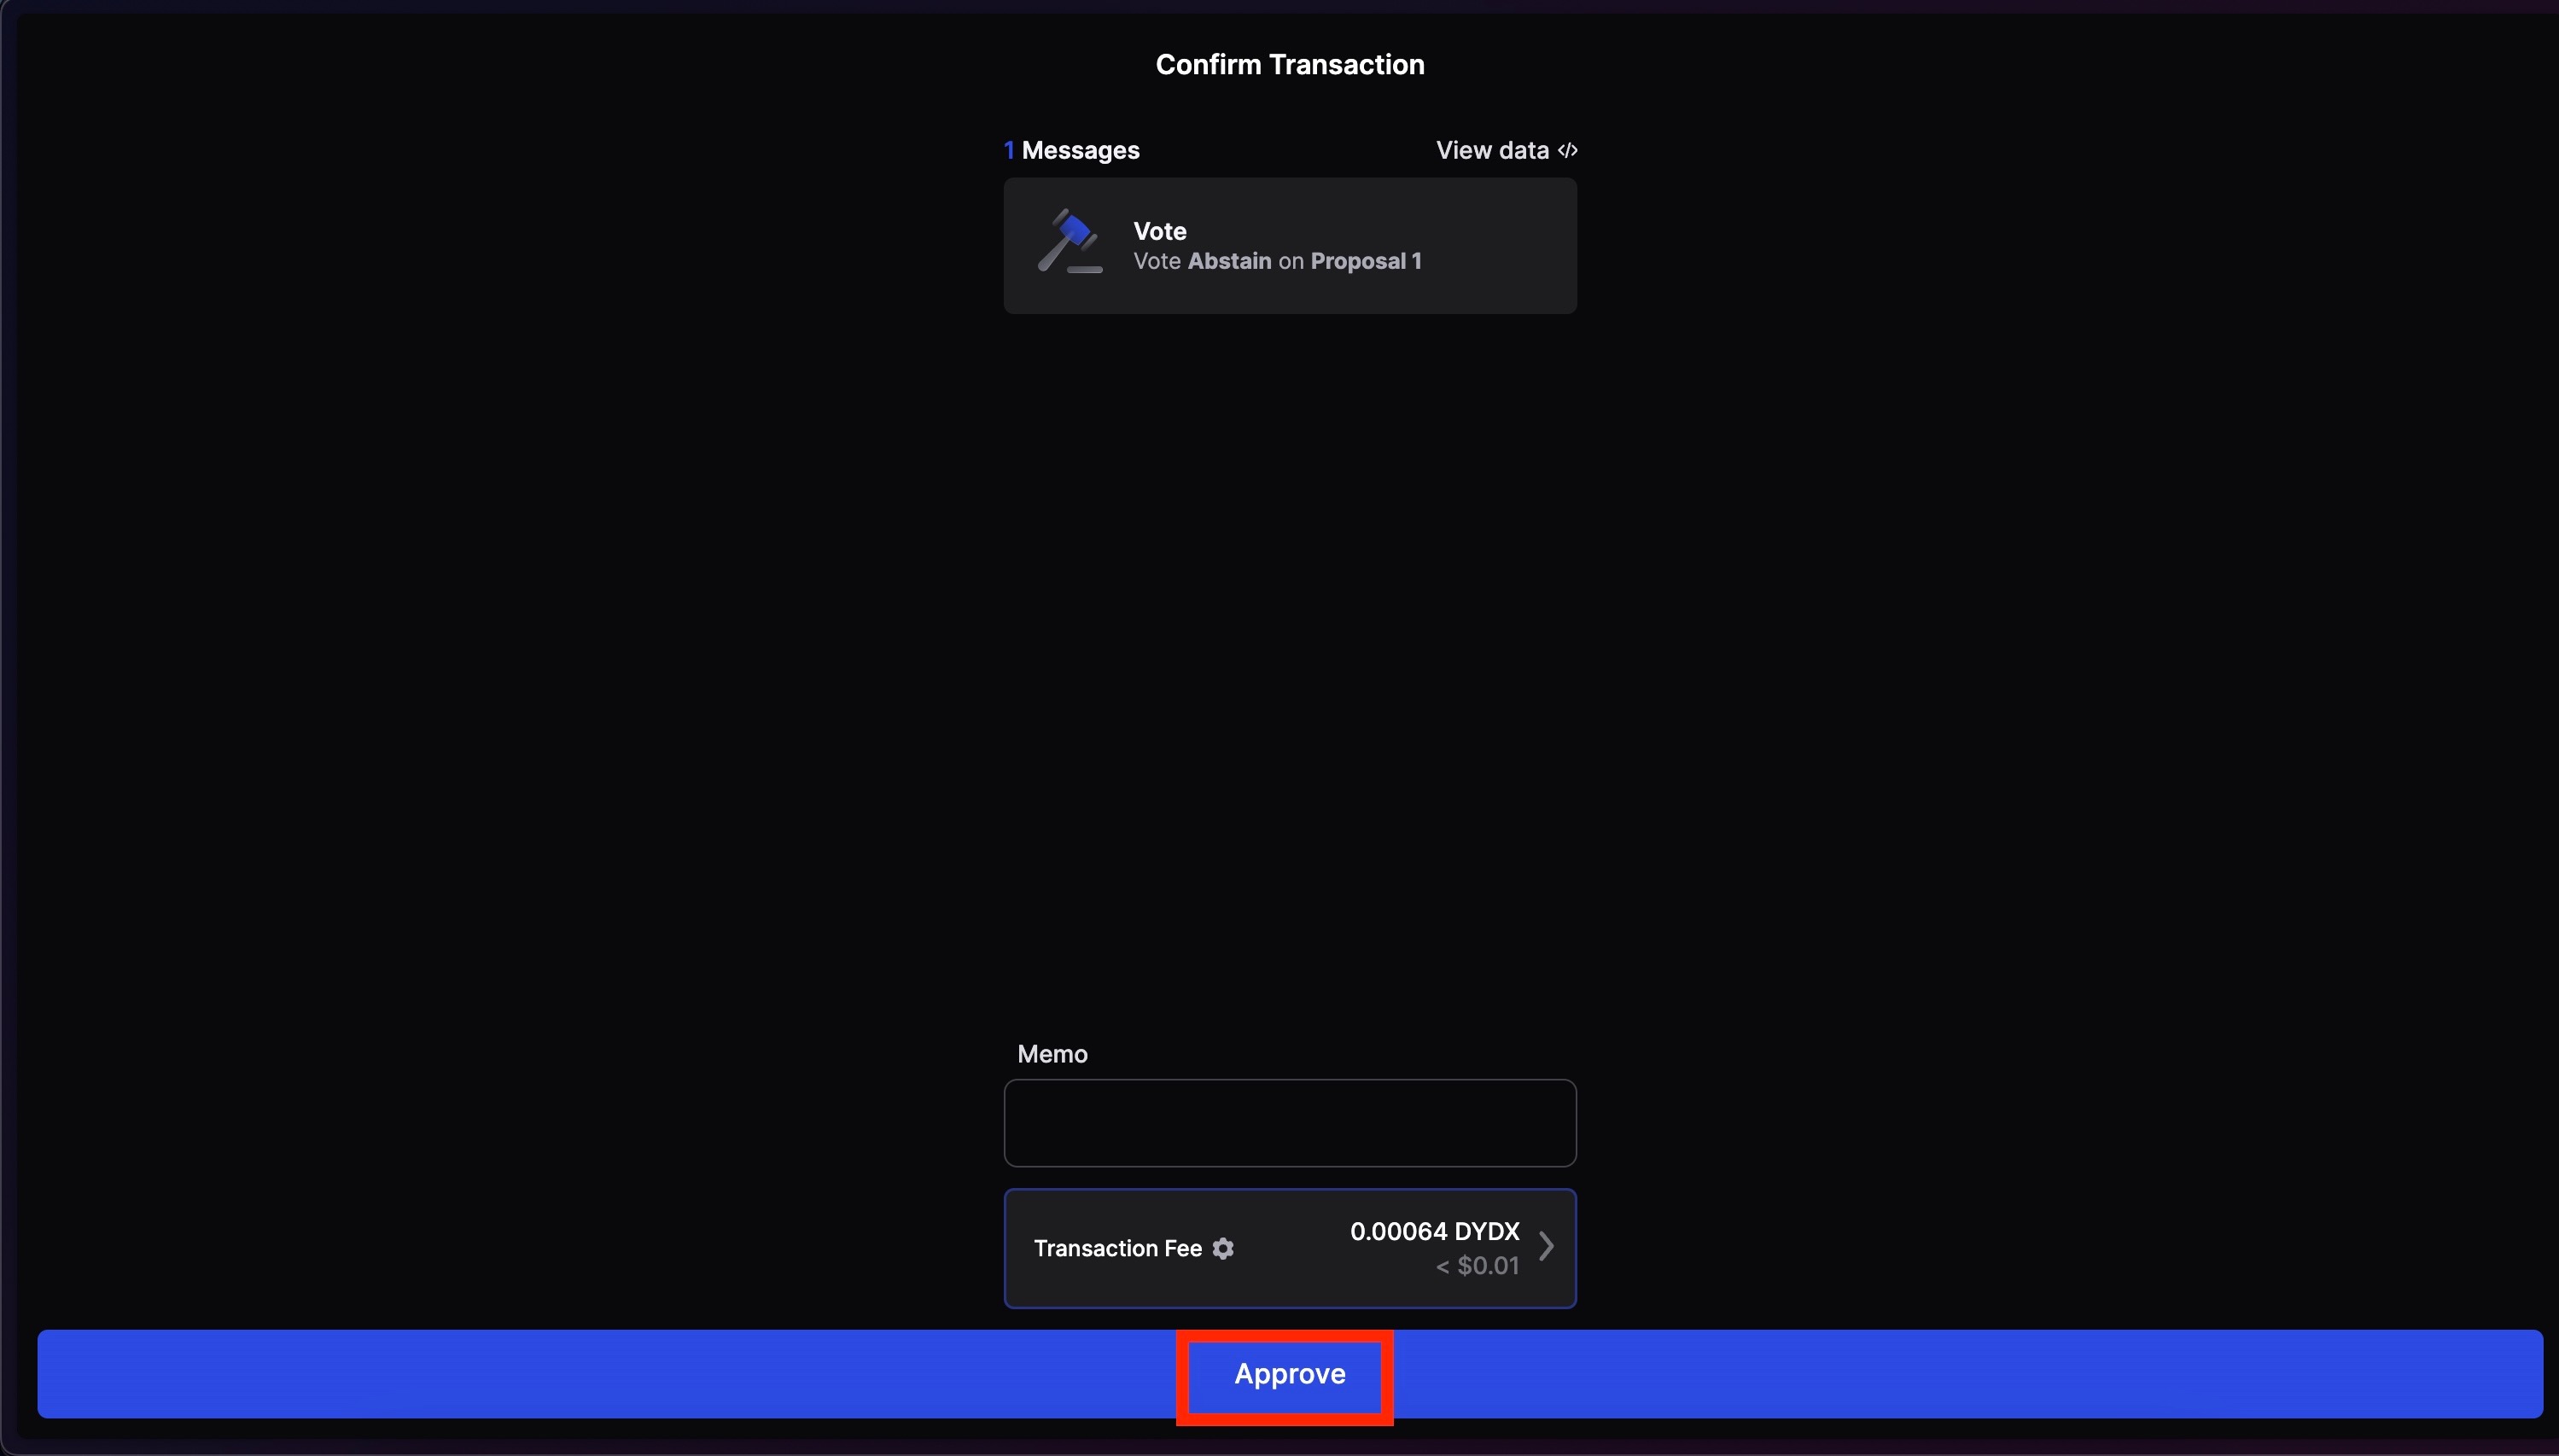 Confirm Transaction
1 Messages
View data </>
Vote
Vote Abstain on Proposal 1
Memo
Transaction Fee
0.00064 DYDX
< $0.01
Approve